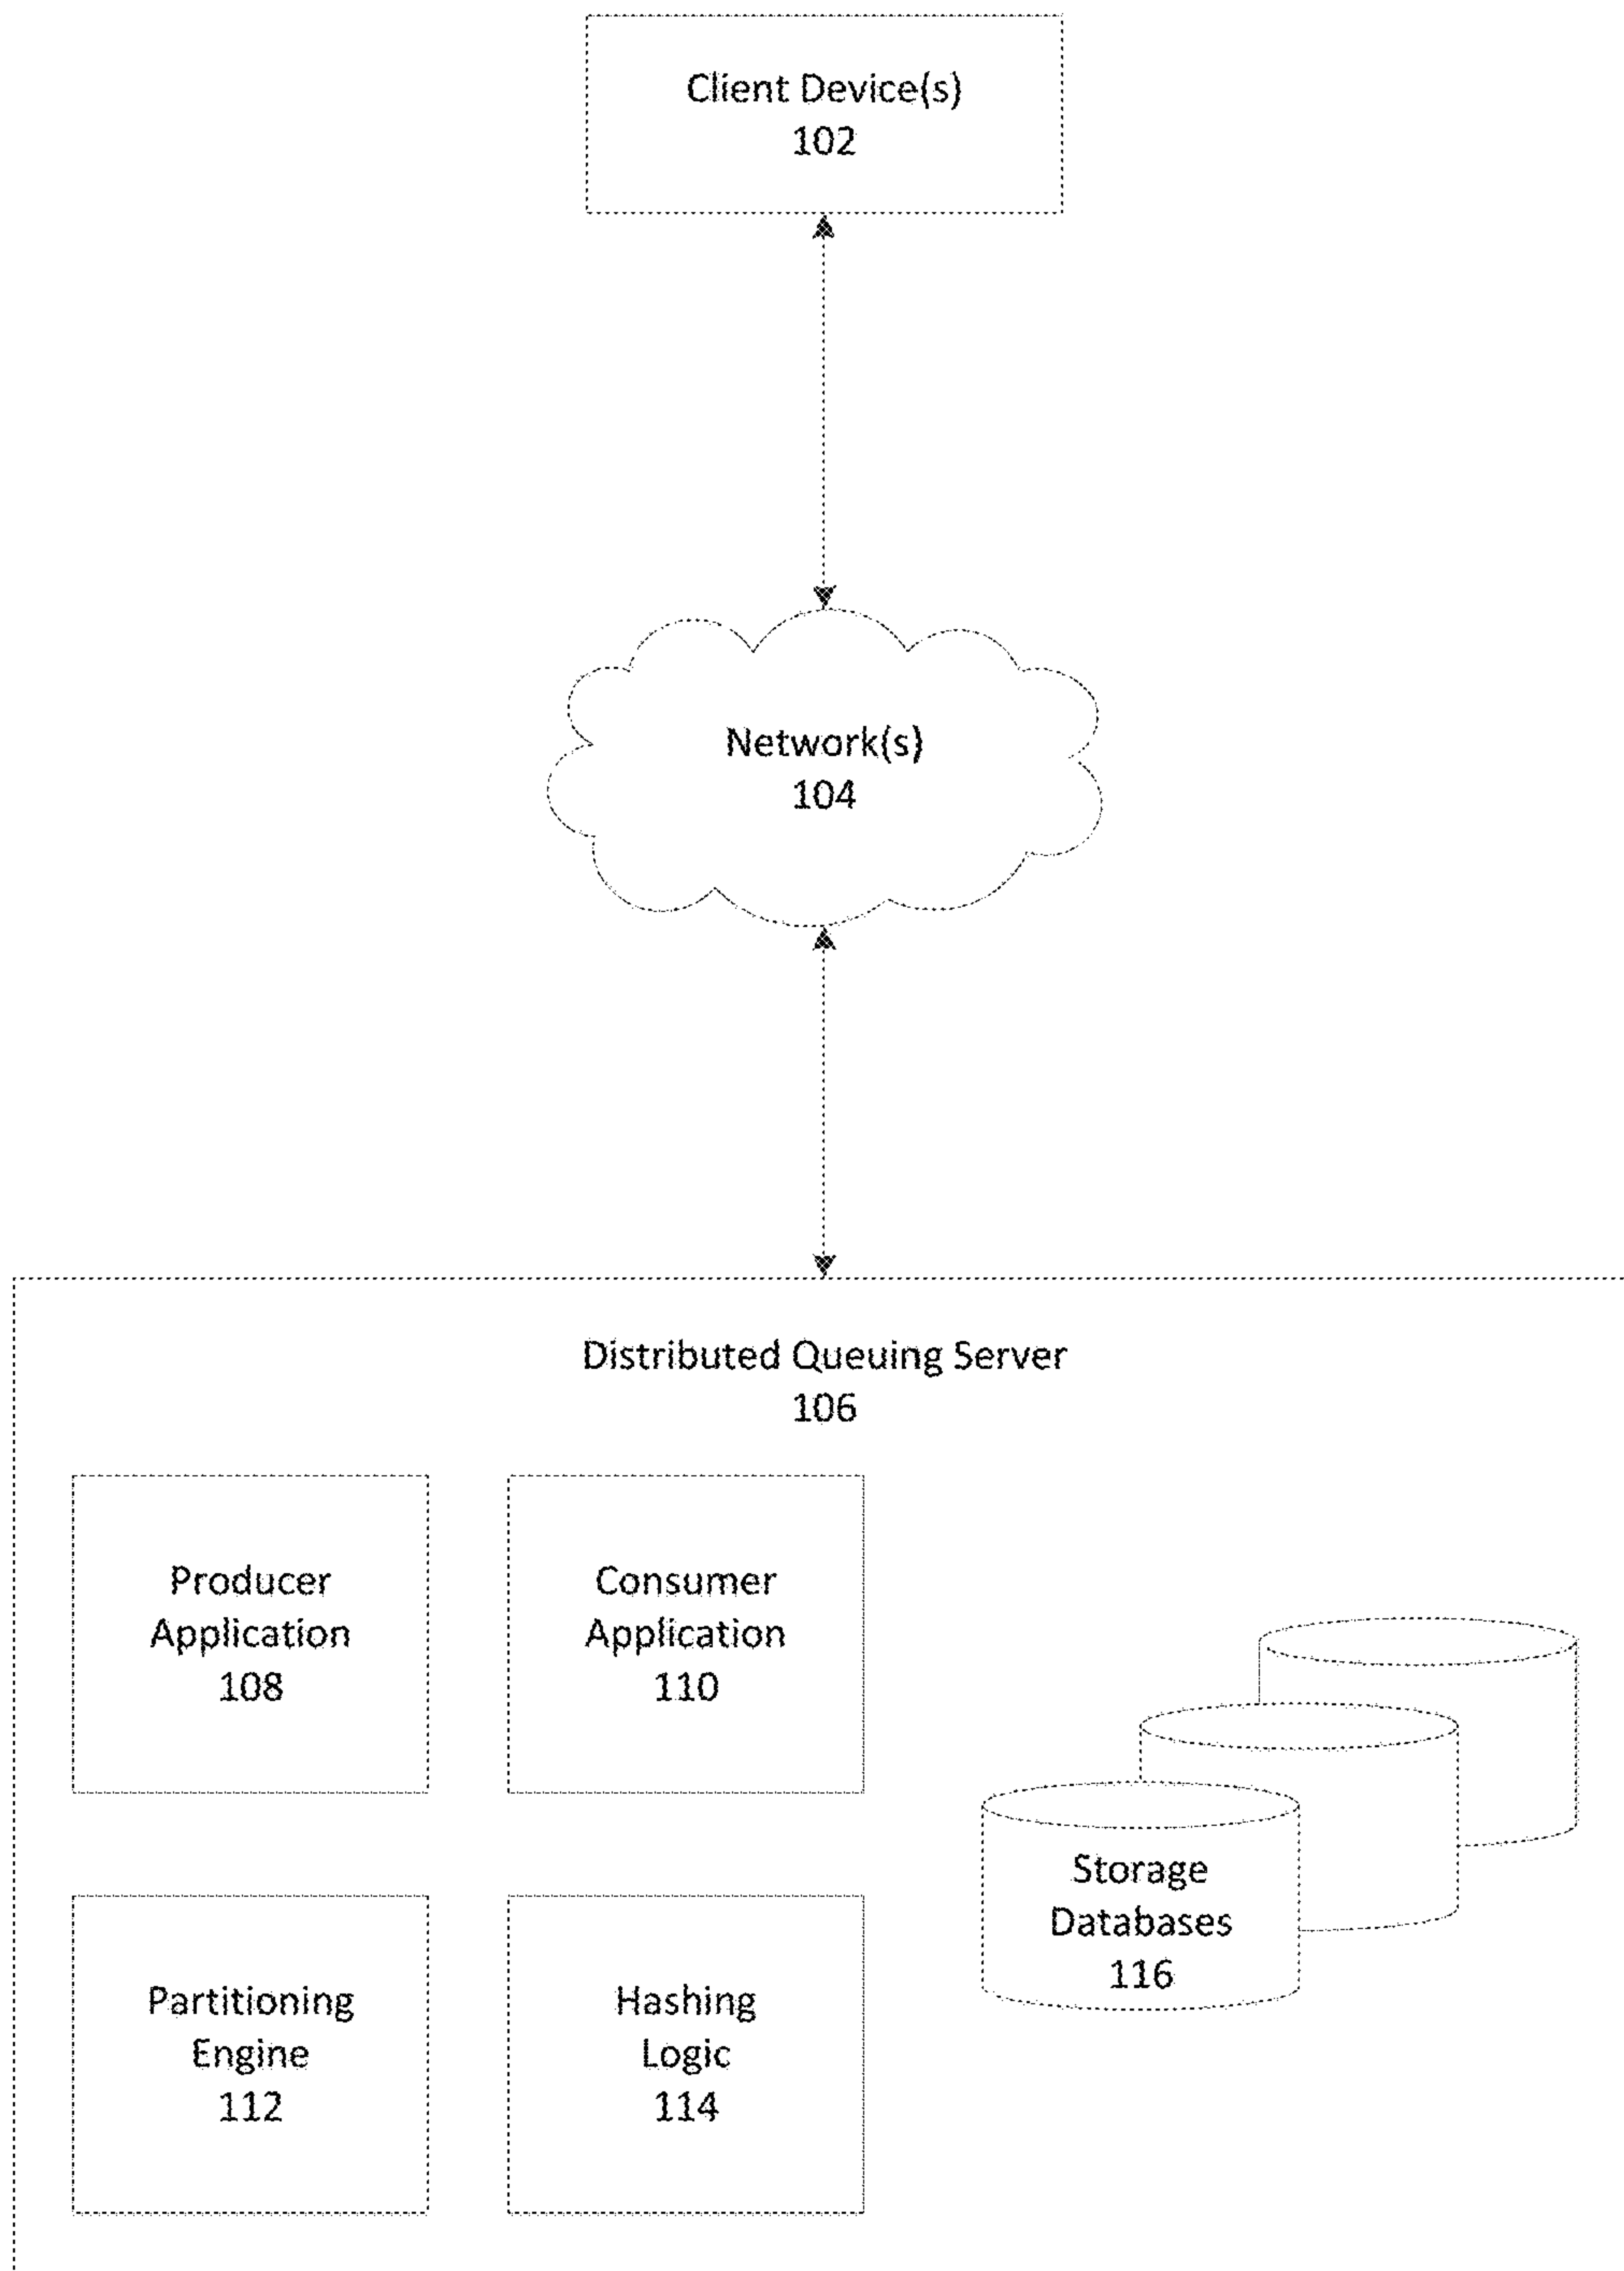 Client Device(s)
102
Network(s)
104
Distributed Queuing Server
106
Producer
Application
108
Consumer
Application
110
Storage
Databases
116
Partitioning
Engine
112
Hashing
Logic
114